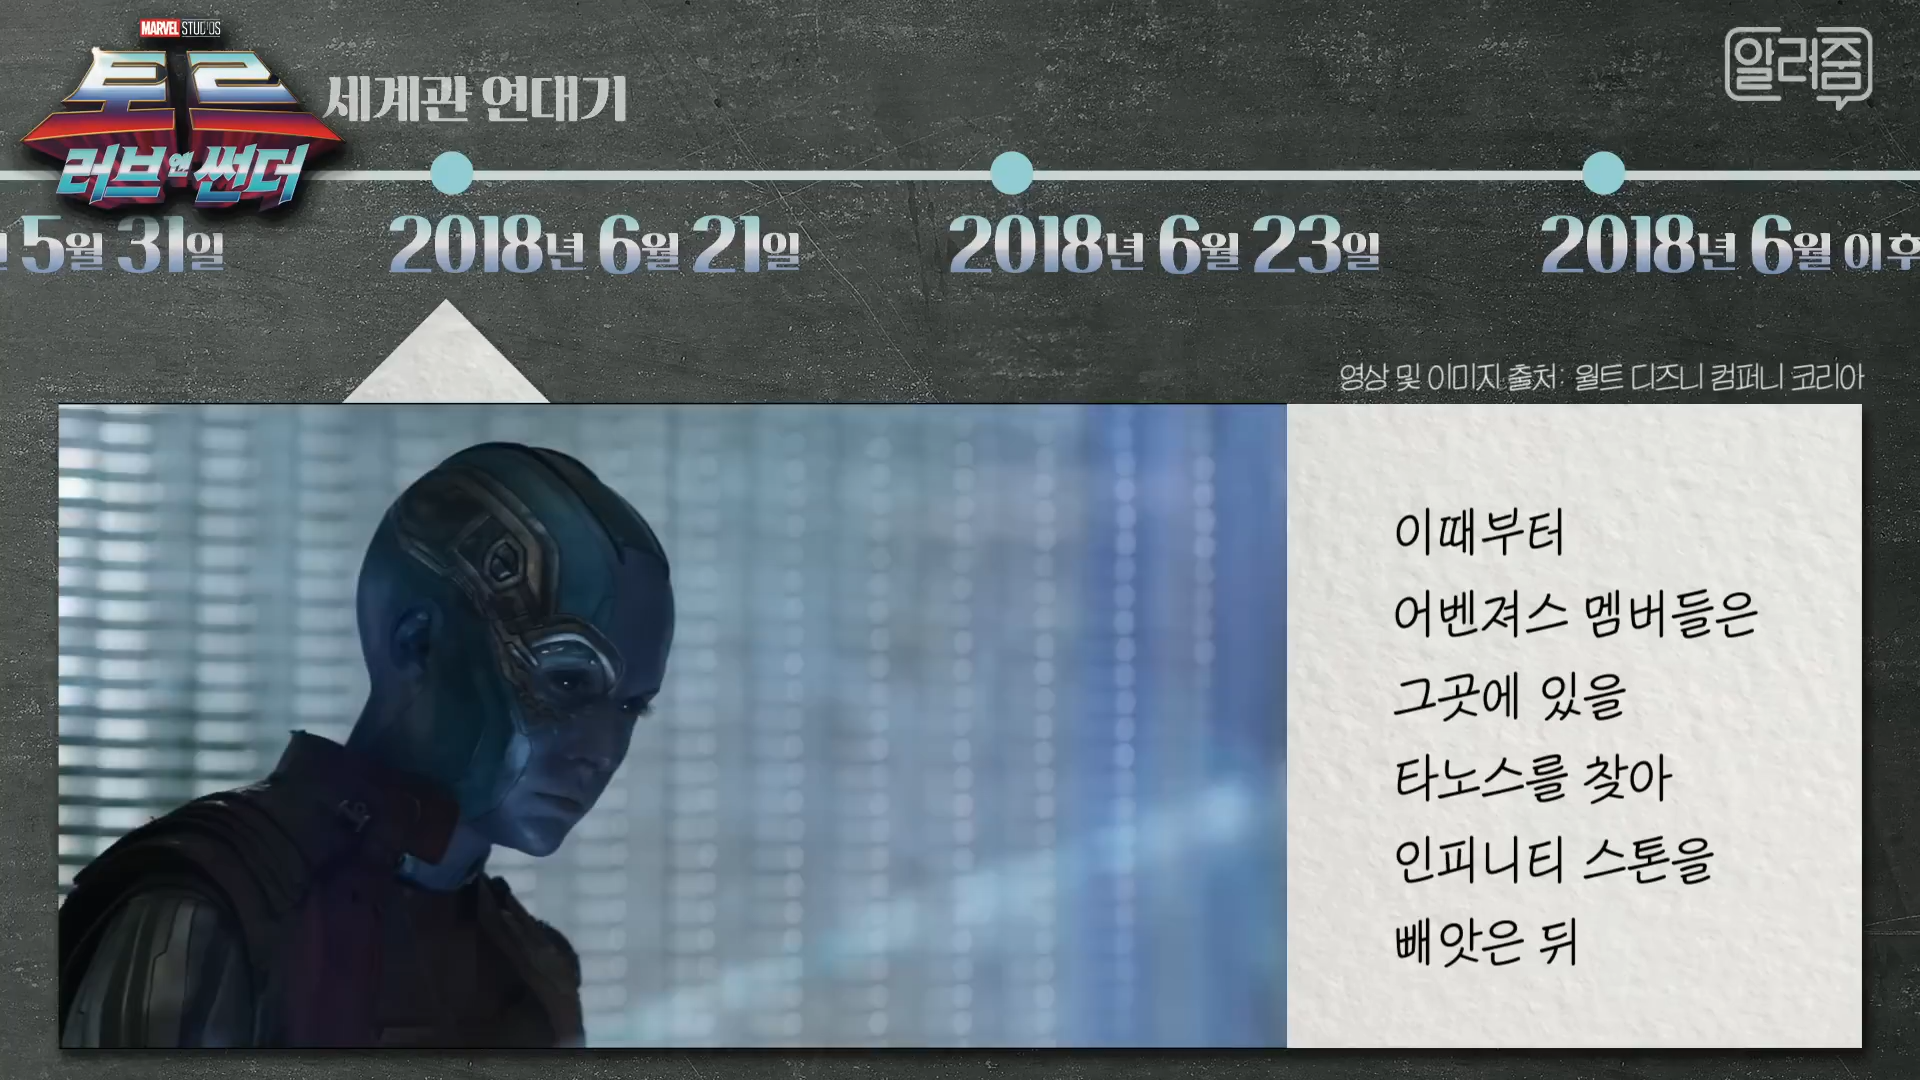 MARVEL STUDIOS
토르
러브 앤 썬더
세계관 연대기
알려줌
5월 31일
2018년 6월 21일
2018년 6월 23일
2018년 6월 이후
영상 및 이미지 출처: 월트 디즈니 컴퍼니 코리아
이때부터
어벤져스 멤버들은
그곳에 있을
타노스를 찾아
인피니티 스톤을
빼앗은 뒤